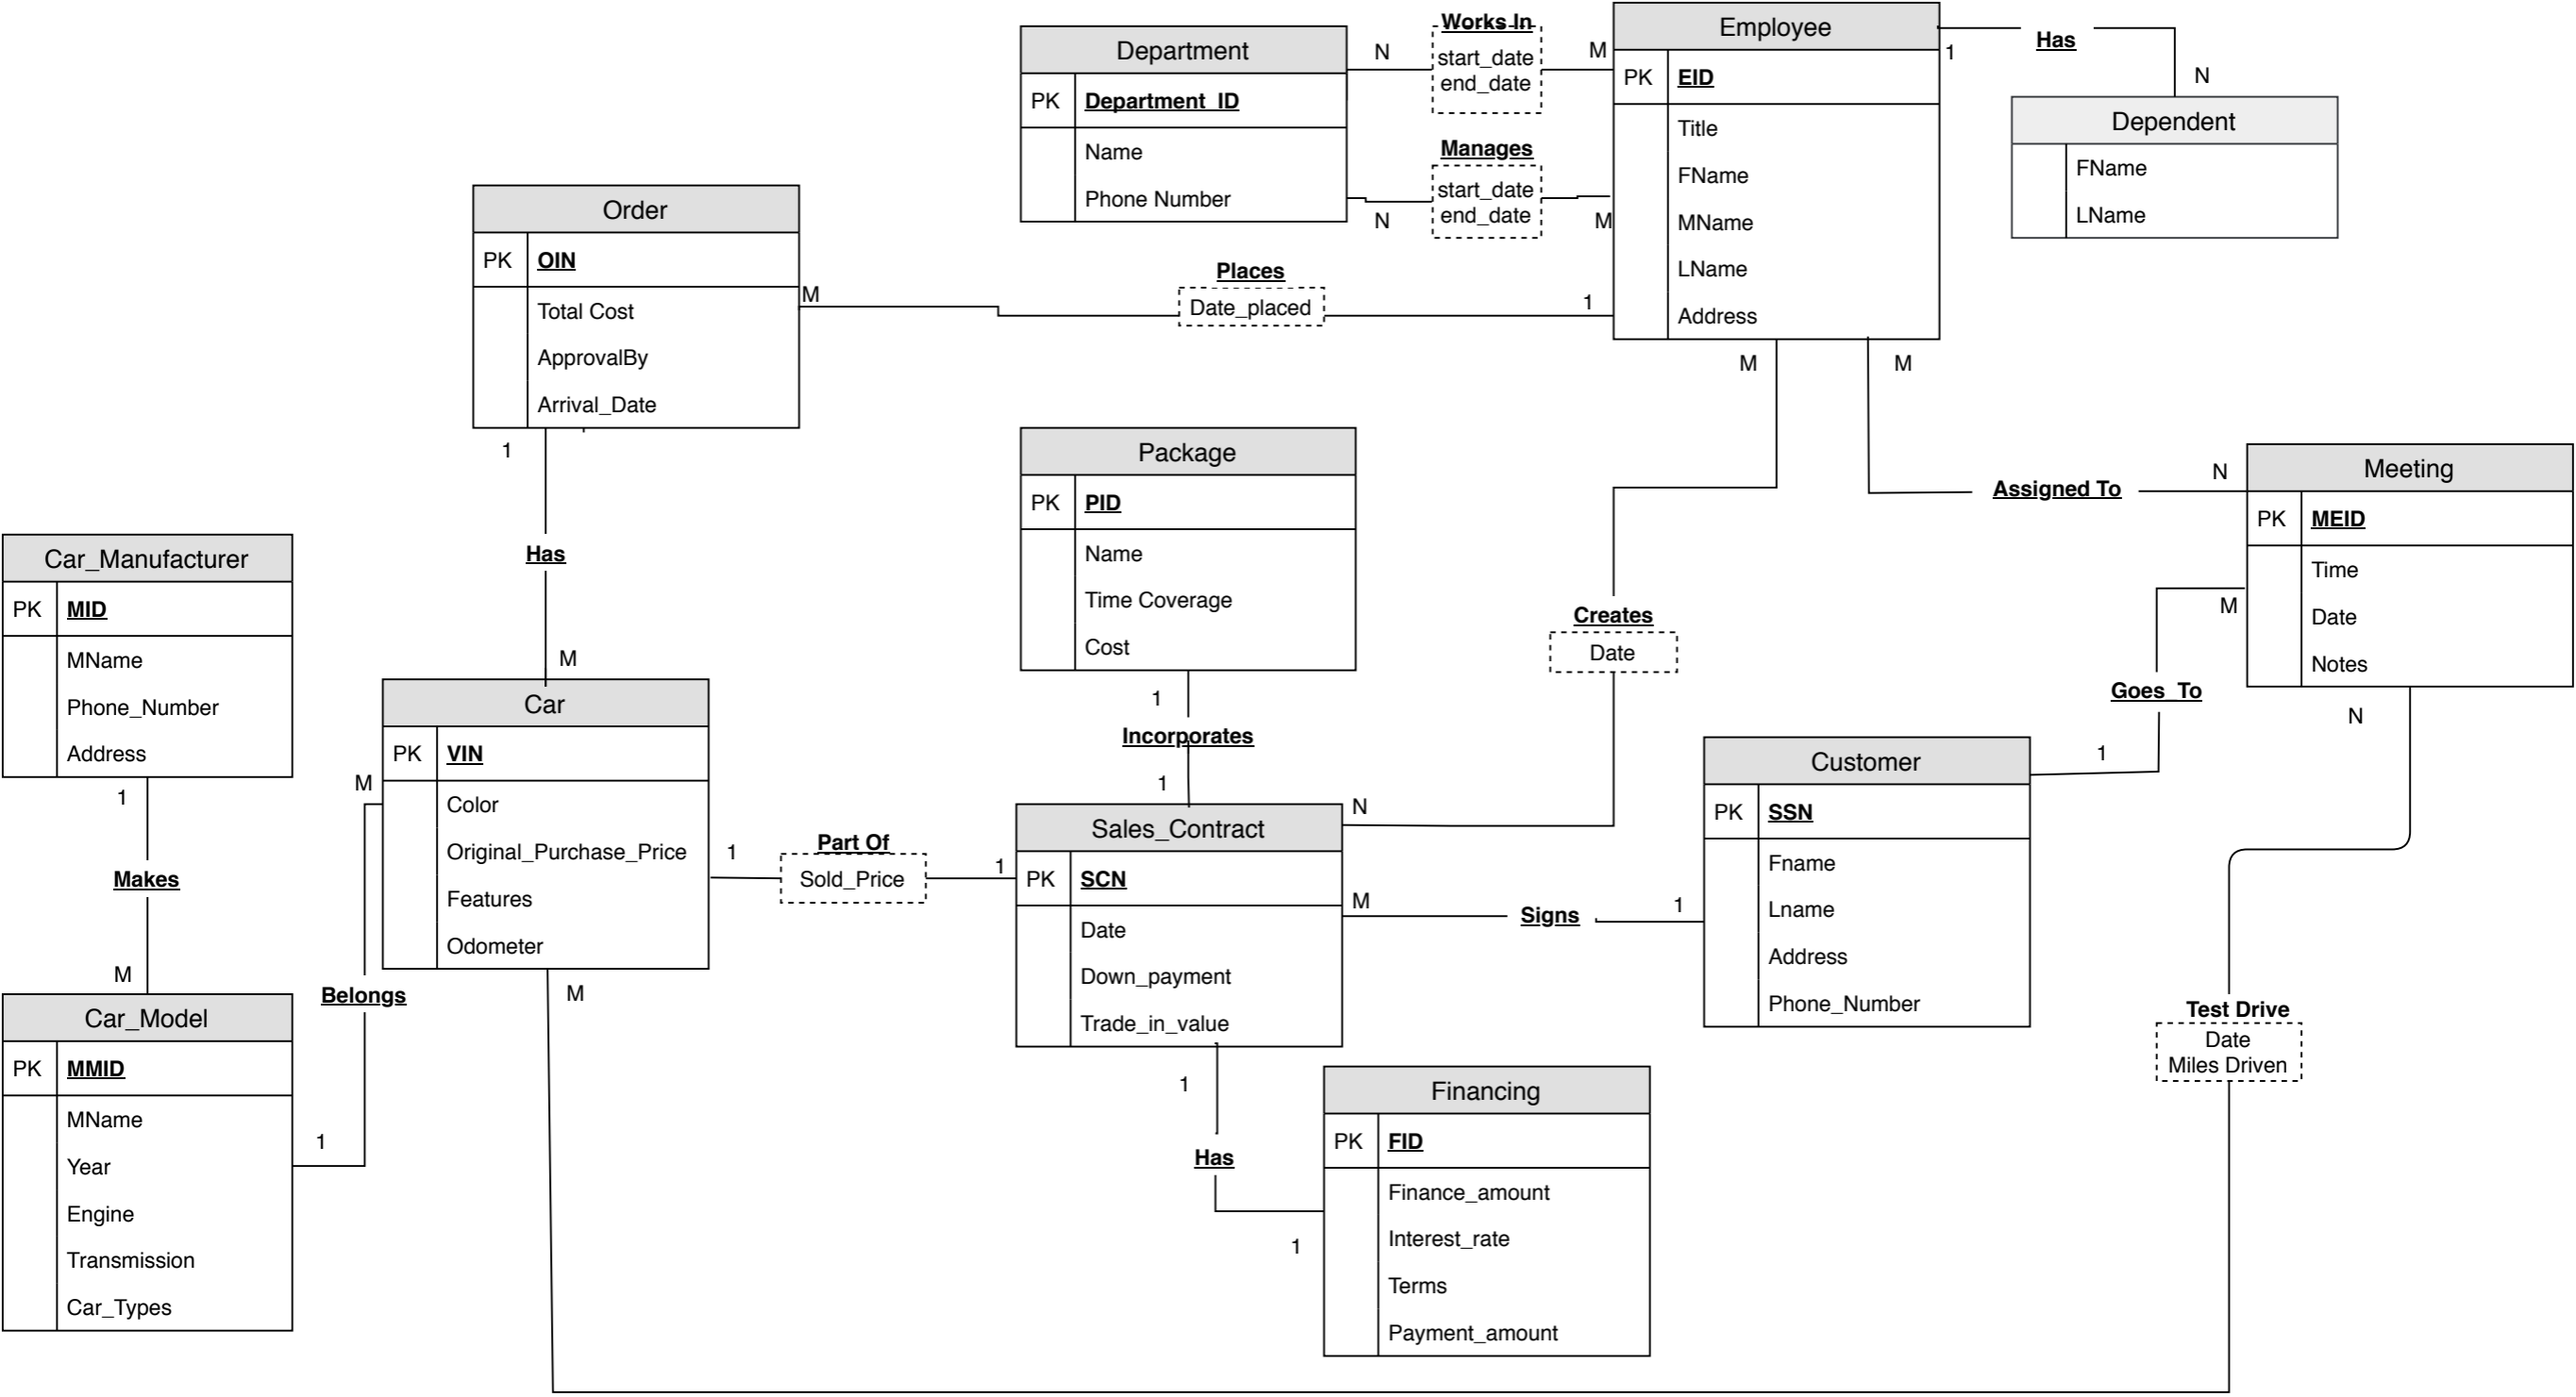 Works In
Employee
Department
N
start_date
end_date
M
1
Has
PK
EID
N
PK
Department_ID
Title
Dependent
Name
Manages
FName
FName
Phone Number
start_date
end_date
N
M
MName
LName
Order
LName
PK
OIN
Places
M
Date_placed
1
Address
Total Cost
ApprovalBy
Arrival_Date
M
M
1
Package
Meeting
N
Assigned To
PK
PID
PK
MEID
Has
Name
Time
Car_Manufacturer
Time Coverage
Creates
M
Date
PK
MID
Cost
Date
Notes
MName
M
1
Goes_To
Phone_Number
Car
Incorporates
N
Address
PK
VIN
1
Customer
1
1
M
Color
N
Sales_Contract
PK
SSN
Original_Purchase_Price
1
Part Of
Sold_Price
1
PK
SCN
Fname
Makes
Features
M
Signs
1
Lname
Odometer
Date
Address
M
Belongs
M
Down_payment
Phone_Number
Car_Model
Trade_in_value
Test Drive
Date
Miles Driven
PK
MMID
1
Financing
MName
1
Has
PK
FID
Year
Finance_amount
Engine
1
Interest_rate
Transmission
Terms
Car_Types
Payment_amount